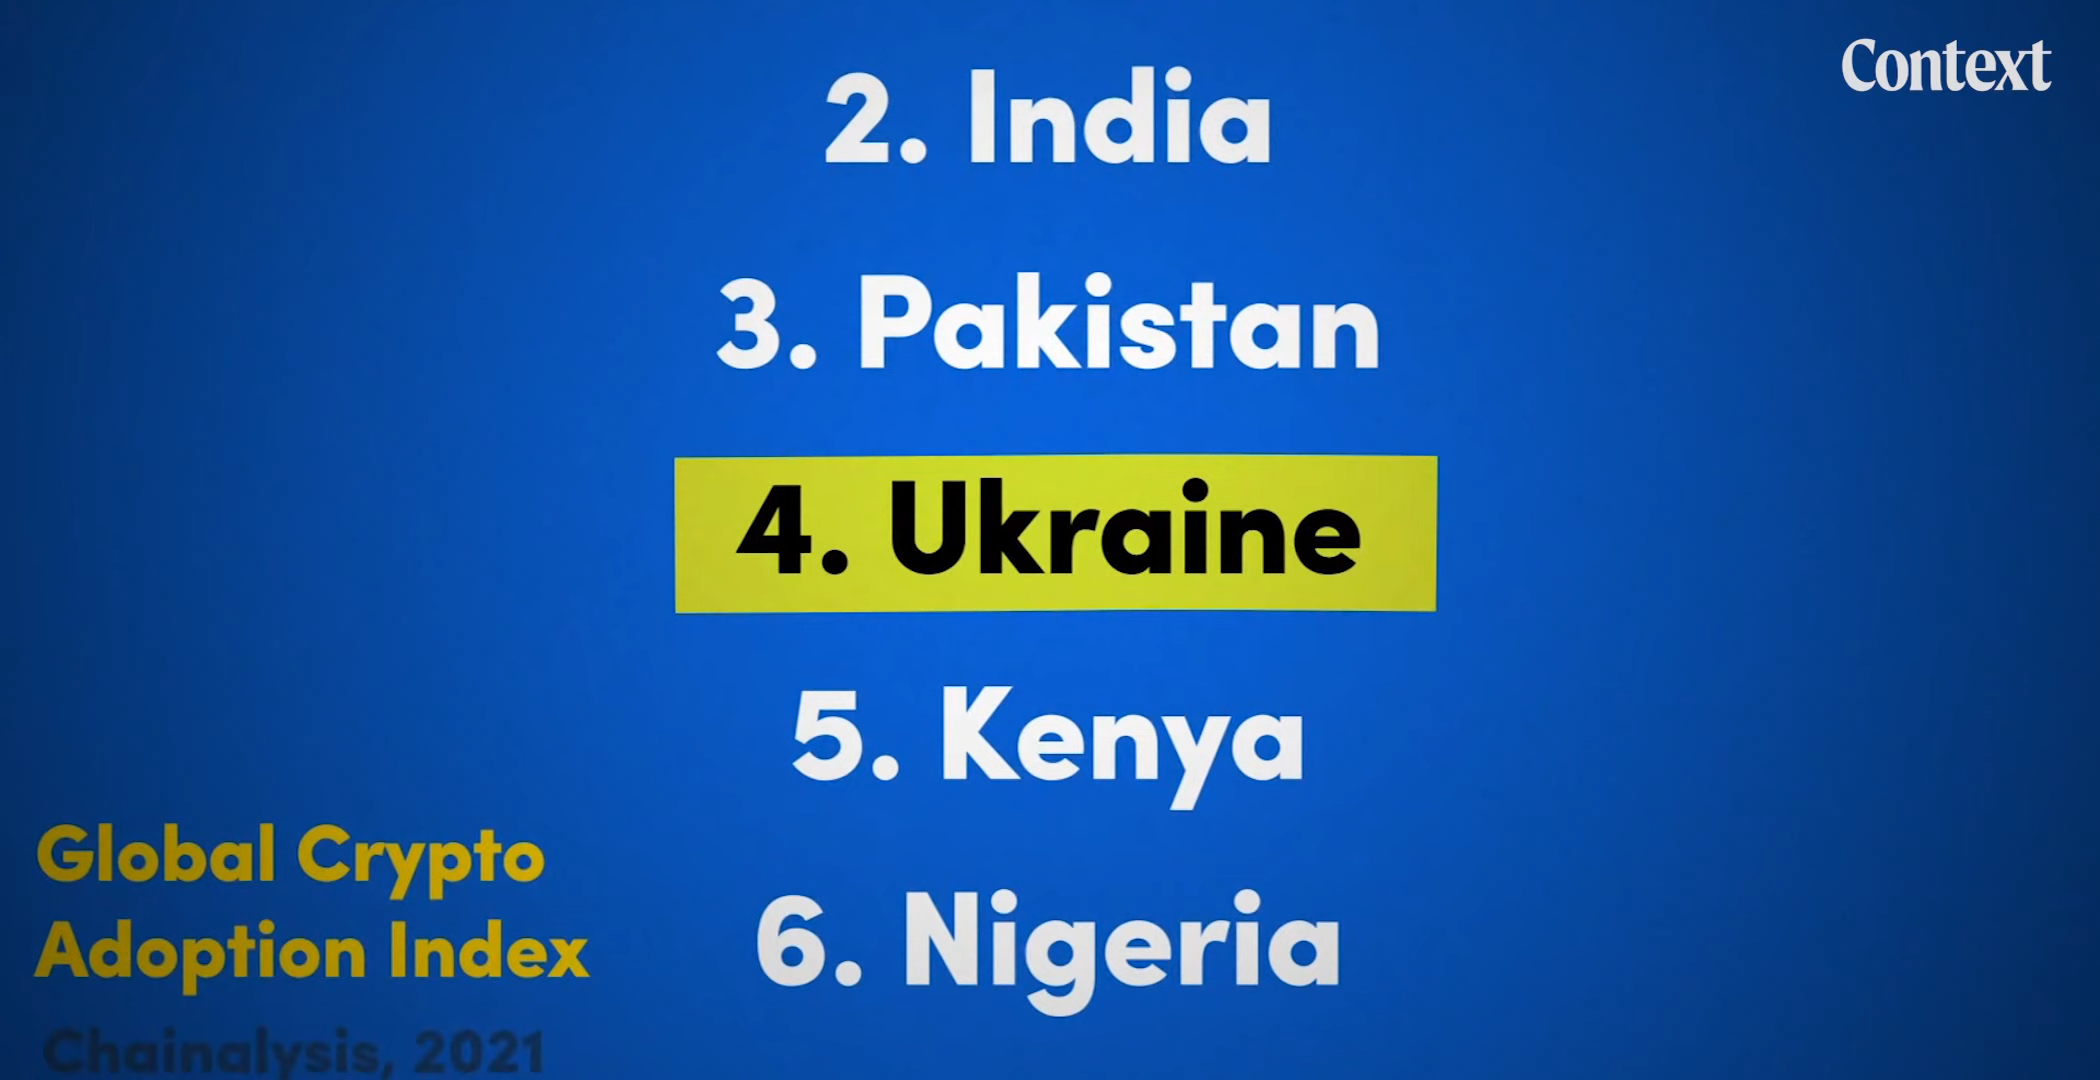 Context
2. India
3. Pakistan
4. Ukraine
5. Kenya
6. Nigeria
Global Crypto
Adoption Index
Chainalysis, 2021